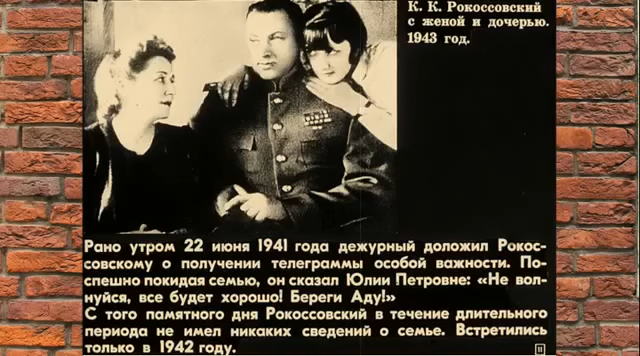 К. К. Рокоссовский
с женой и дочерью.
1943 год.
Рано утром 22 июня 1941 года дежурный доложил Рокос-
совскому о получении телеграммы особой важности. По-
спешно покидая семью, он сказал Юлии Петровне: «Не вол-
нуйся, все будет хорошо! Береги Аду!»
С того памятного дня Рокоссовский в течение длительного
периода не имел никаких сведений о семье. Встретились
только в 1942 году.
11